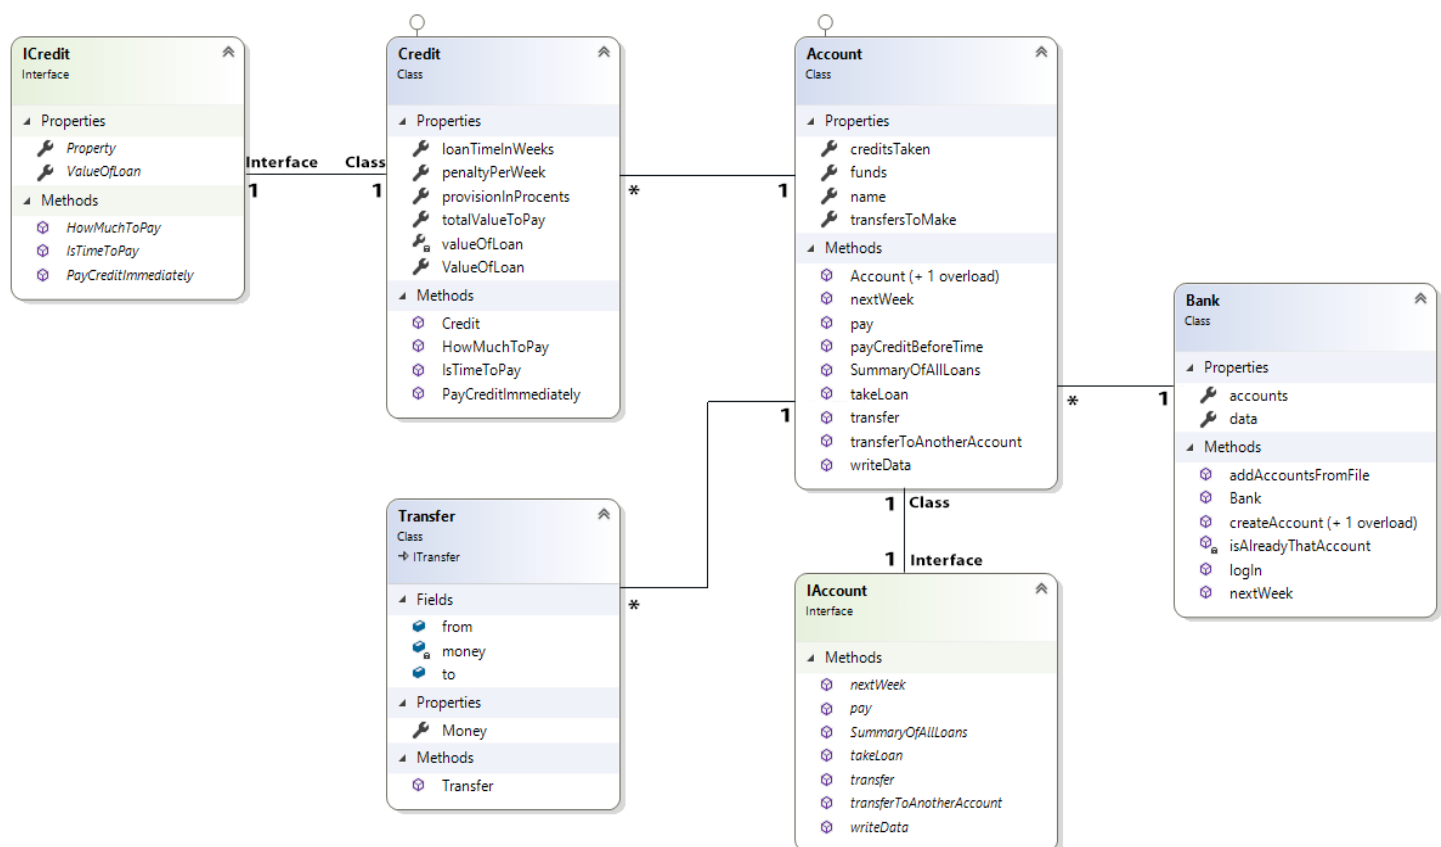 ICredit
Interface
Properties
Property
ValueOfLoan
Methods
HowMuchToPay
IsTimeToPay
PayCreditImmediately
Interface
Class
1
1
Credit
Class
Properties
loanTimeInWeeks
penaltyPerWeek
provisionInProcents
totalValueToPay
valueOfLoan
ValueOfLoan
Methods
Credit
HowMuchToPay
IsTimeToPay
PayCreditImmediately
*
1
Account
Class
Properties
creditsTaken
funds
name
transfersToMake
Methods
Account (+ 1 overload)
nextWeek
pay
payCreditBeforeTime
SummaryOfAllLoans
takeLoan
transfer
transferToAnotherAccount
writeData
*
1
Bank
Class
Properties
accounts
data
Methods
addAccountsFromFile
Bank
createAccount (+ 1 overload)
isAlreadyThatAccount
logIn
nextWeek
1
*
Transfer
Class
ITransfer
Fields
from
money
to
Properties
Money
Methods
Transfer
1 Class
1 Interface
IAccount
Interface
Methods
nextWeek
pay
SummaryOfAllLoans
takeLoan
transfer
transferToAnotherAccount
writeData